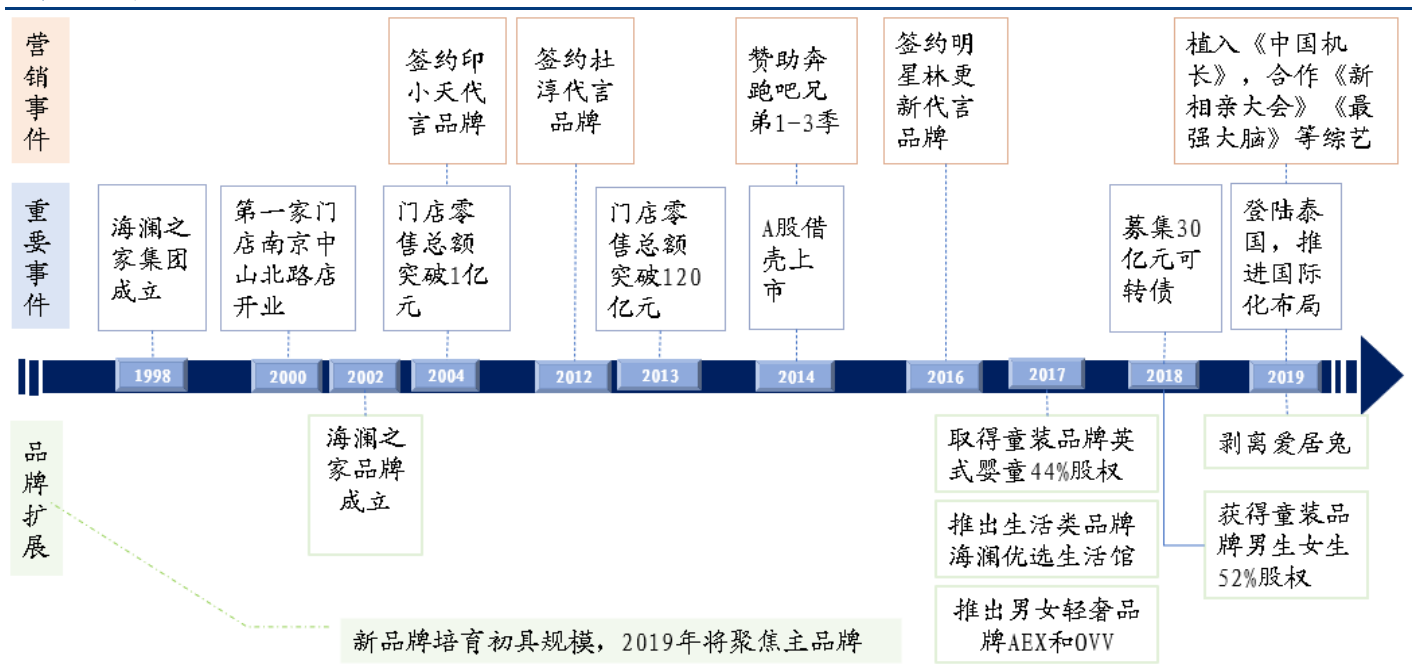 营
销
事
件
签约印
小天代
言品牌
签约杜
淳代言
品牌
赞助奔
跑吧兄
弟1-3季
签约明
星林更
新代言
品牌
植入《中国机
长》，合作《新
相亲大会》《最
强大脑》等综艺
重
要
事
件
海澜之
家集团
成立
第一家门
店南京中
山北路店
开业
门店零
售总额
突破1亿
元
门店零
售总额
突破120
亿元
A股借
壳上
市
募集30
亿元可
转债
登陆泰
国，推
进国际
化布局
1998
2000
2002
2004
2012
2013
2014
2016
2017
2018
2019
品
牌
扩
展
海澜之
家品牌
成立
取得童装品牌英
式婴童44%股权
推出生活类品牌
海澜优选生活馆
推出男女轻奢品
牌AEX和OVV
剥离爱居兔
获得童装品
牌男生女生
52%股权
新品牌培育初具规模，2019年将聚焦主品牌